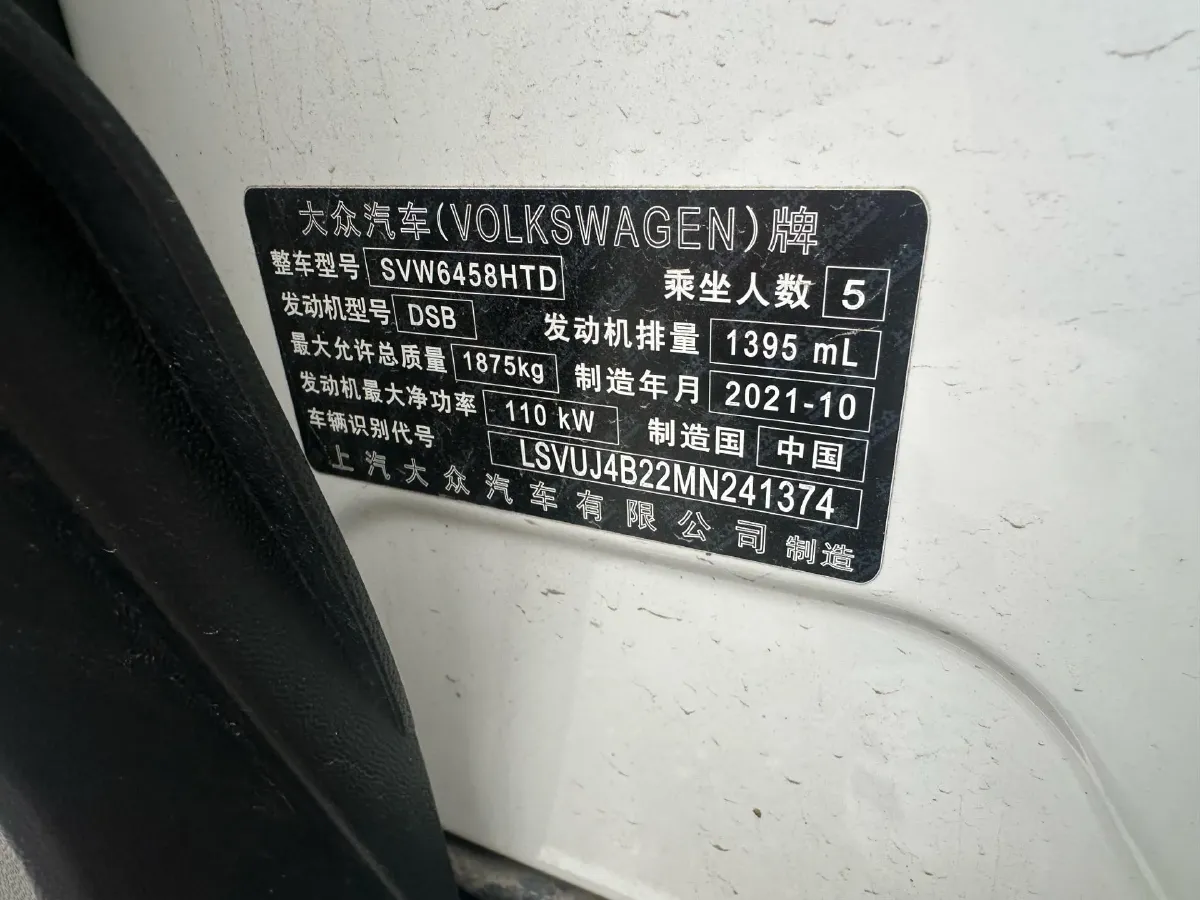 大众汽车(VOLKSWAGEN)牌
整车型号 SVW6458HTD 乘坐人数 5
发动机型号 DSB 发动机排量 1395 mL
最大允许总质量 1875kg 制造年月 2021-10
发动机最大净功率 110 kW 制造国 中国
车辆识别代号 LSVUJ4B22MN241374
上汽大众汽车有限公司 制造